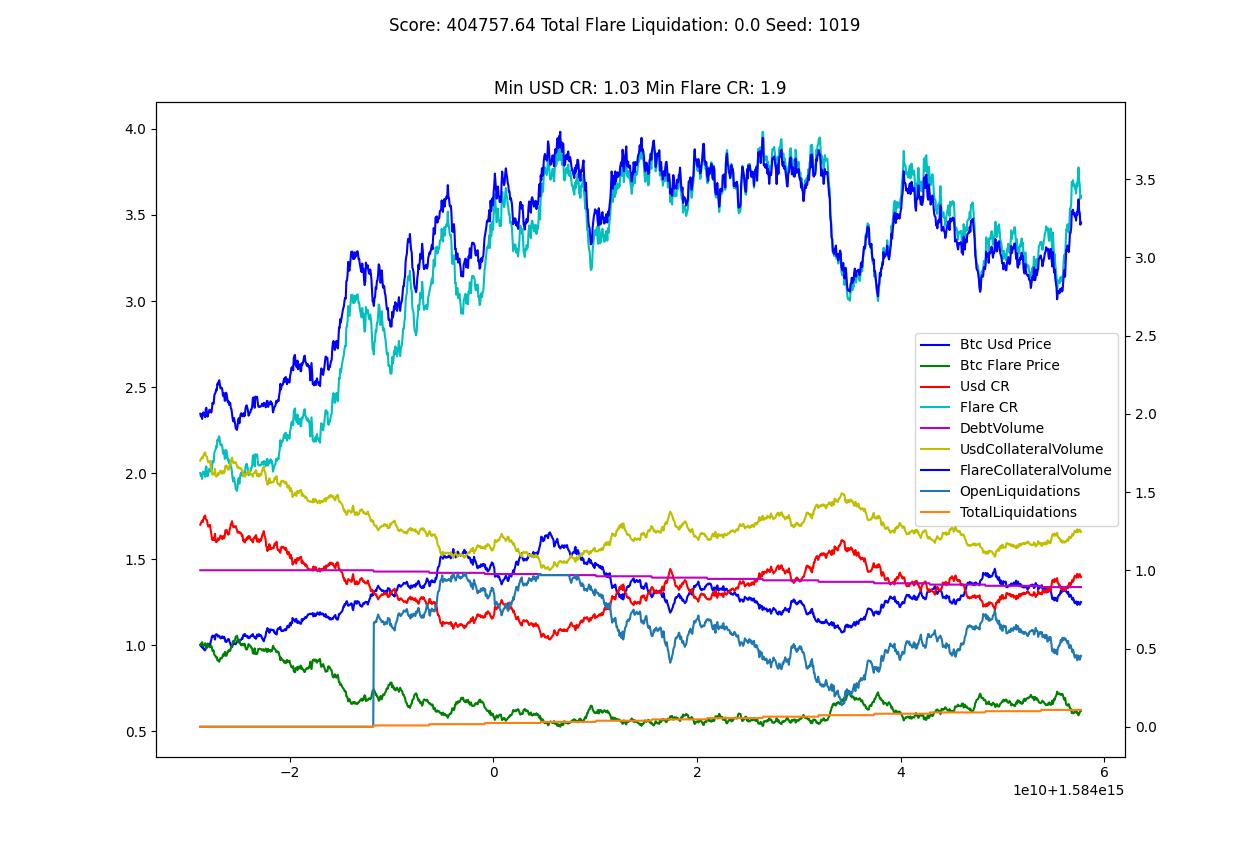 Score: 404757.64 Total Flare Liquidation: 0.0 Seed: 1019
Min USD CR: 1.03 Min Flare CR: 1.9
4.0
3.5
3.0
2.5
2.0
1.5
1.0
0.5
3.5
3.0
2.5
2.0
1.5
1.0
0.5
0.0
Btc Usd Price
Btc Flare Price
Usd CR
Flare CR
DebtVolume
UsdCollateralVolume
FlareCollateralVolume
OpenLiquidations
TotalLiquidations
−2 0 2 4 6
1e10+1.584e15